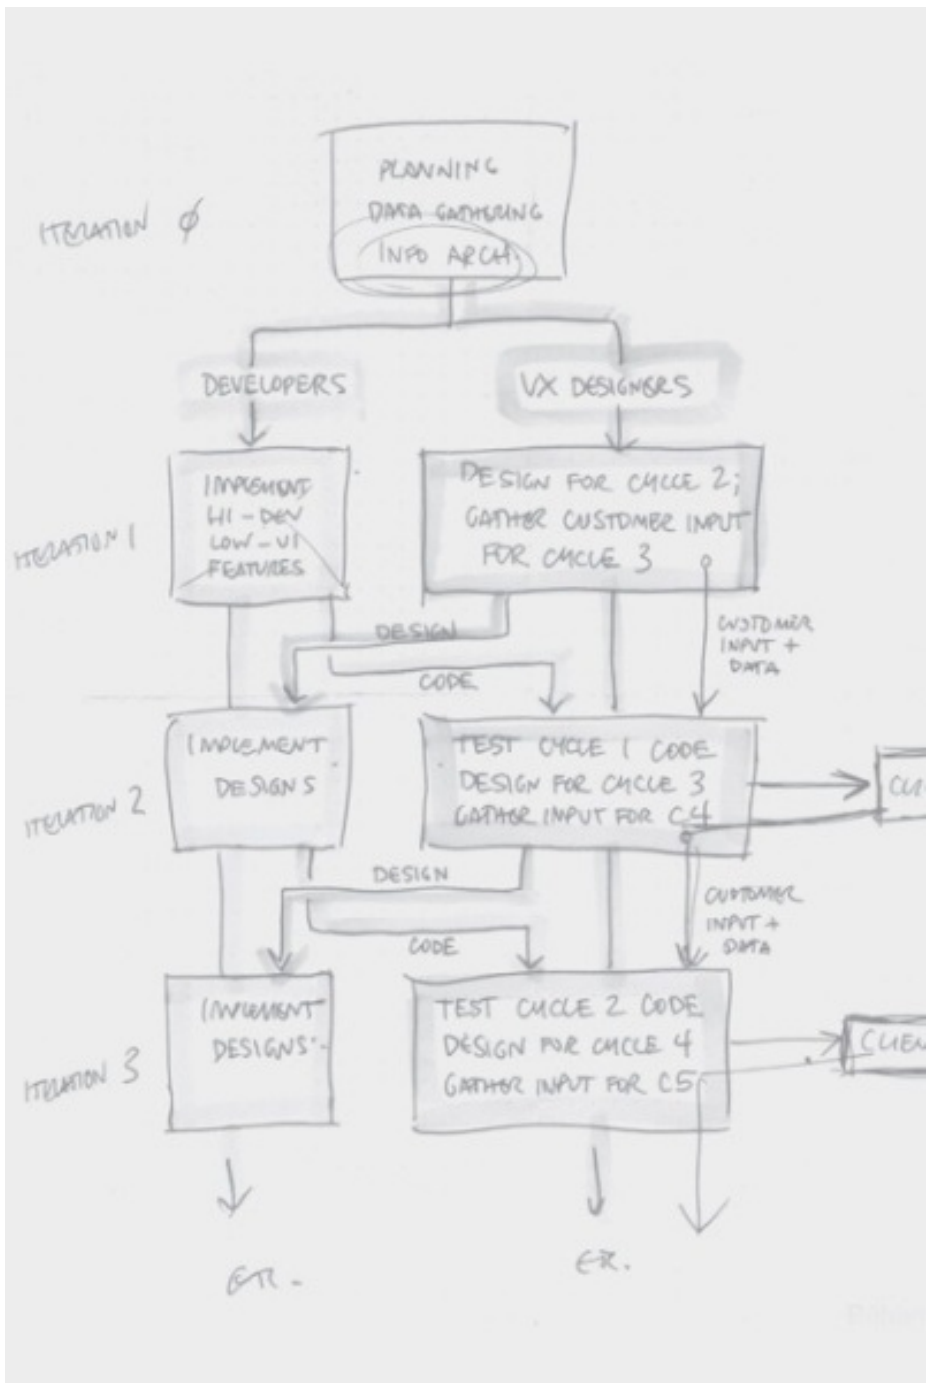 PLANNING
DATA GATHERING
INFO ARCH.
ITERATION Ø
DEVELOPERS
UX DESIGNERS
ITERATION 1
IMPLEMENT
HI-DEV
LOW-UI
FEATURES
DESIGN FOR CYCLE 2;
GATHER CUSTOMER INPUT
FOR CYCLE 3
DESIGN
CODE
CUSTOMER
INPUT +
DATA
ITERATION 2
IMPLEMENT
DESIGNS
TEST CYCLE 1 CODE
DESIGN FOR CYCLE 3
GATHER INPUT FOR C4
CLI
DESIGN
CODE
CUSTOMER
INPUT +
DATA
ITERATION 3
IMPLEMENT
DESIGNS
TEST CYCLE 2 CODE
DESIGN FOR CYCLE 4
GATHER INPUT FOR C5
CLIEN